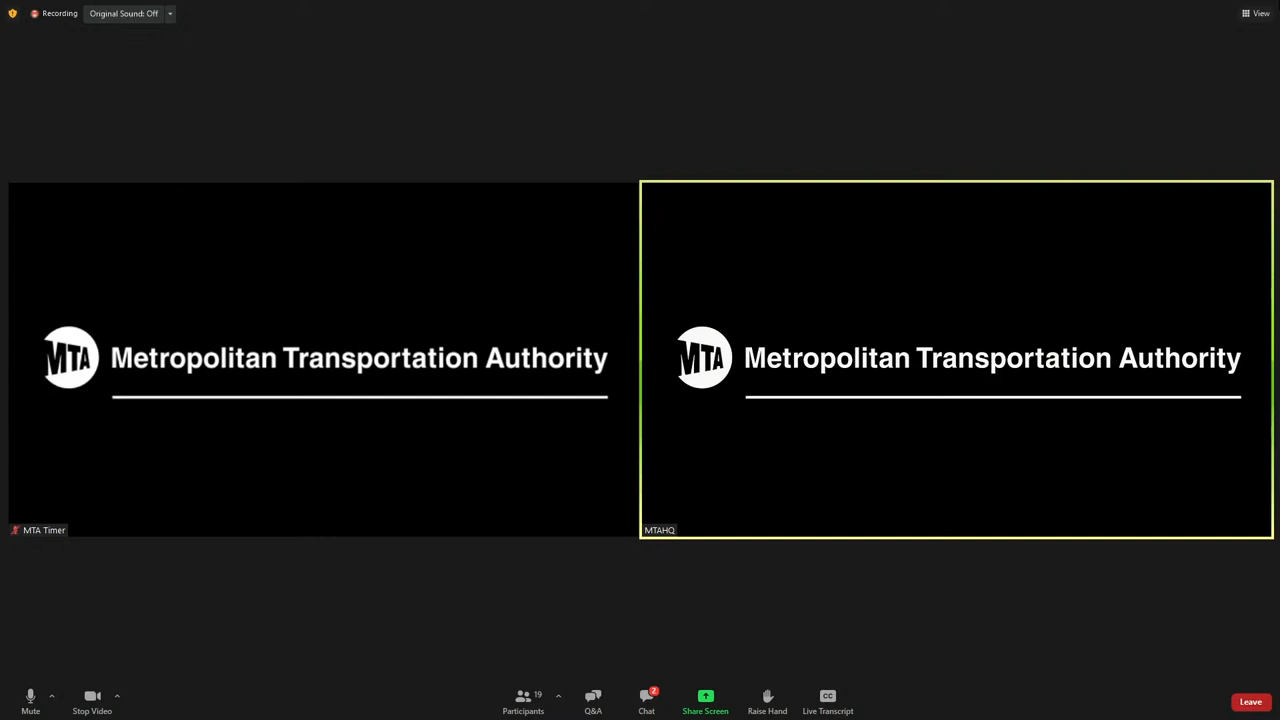 Recording
Original Sound: Off
View
MTA Metropolitan Transportation Authority
MTA Timer
MTA Metropolitan Transportation Authority
MTAHQ
Mute
Stop Video
19
Participants
Q&A
2
Chat
Share Screen
Raise Hand
CC
Live Transcript
Leave